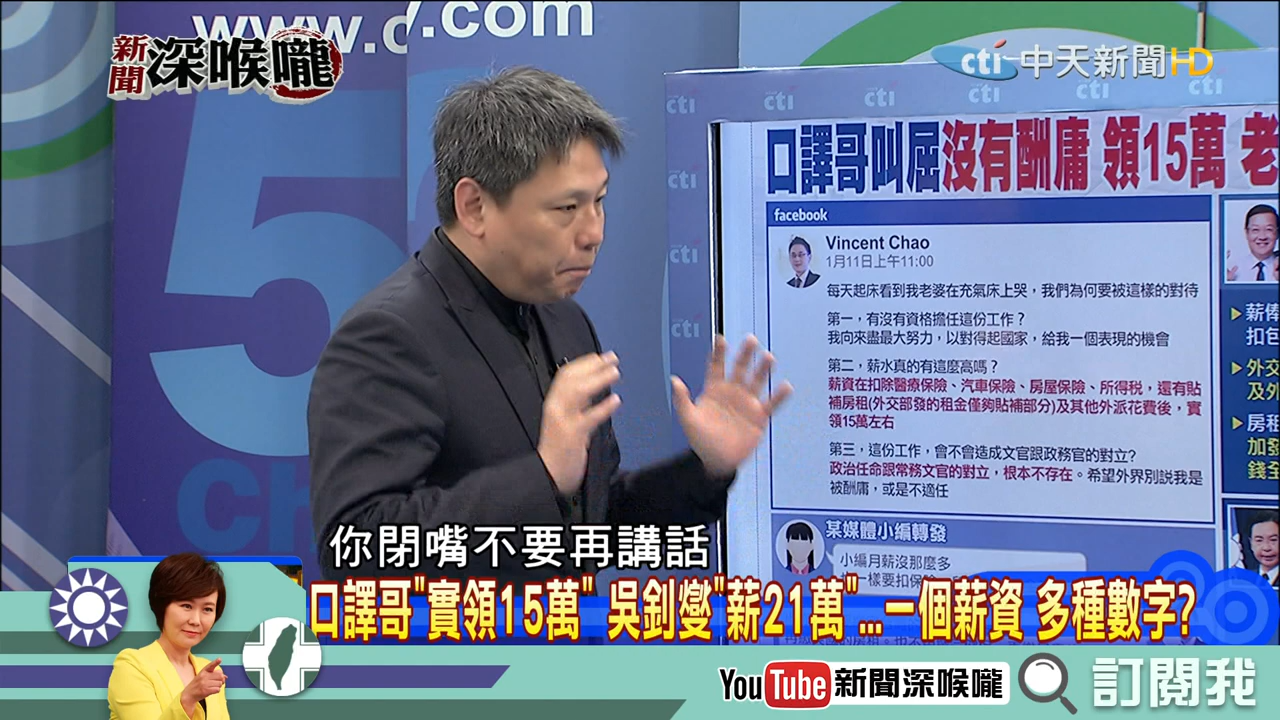 www.c
y.com
新聞深喉嚨
cti中天新聞HD
口譯哥叫屈沒有酬庸 領15萬 老
facebook
Vincent Chao
1月11日上午11:00
每天起床看到我老婆在充氣床上哭，我們為何要被這樣的對待
第一，有沒有資格擔任這份工作？
我向來盡最大努力，以對得起國家，給我一個表現的機會
第二，薪水真的有這麼高嗎？
薪資在扣除醫療保險、汽車保險、房屋保險、所得稅，還有貼
補房租(外交部發的租金僅夠貼補部分)及其他外派花費後，實
領15萬左右
第三，這份工作，會不會造成文官跟政務官的對立?
政治任命跟常務文官的對立，根本不存在。希望外界別說我是
被酬庸，或是不適任
薪俸
扣包
外交
及外
房租
加發
錢全
某媒體小編轉發
小編月薪沒那麼多
一樣要扣保
你閉嘴不要再講話
口譯哥"實領15萬" 吳釗燮"薪21萬"...一個薪資 多種數字?
YouTube 新聞深喉嚨 訂閱我